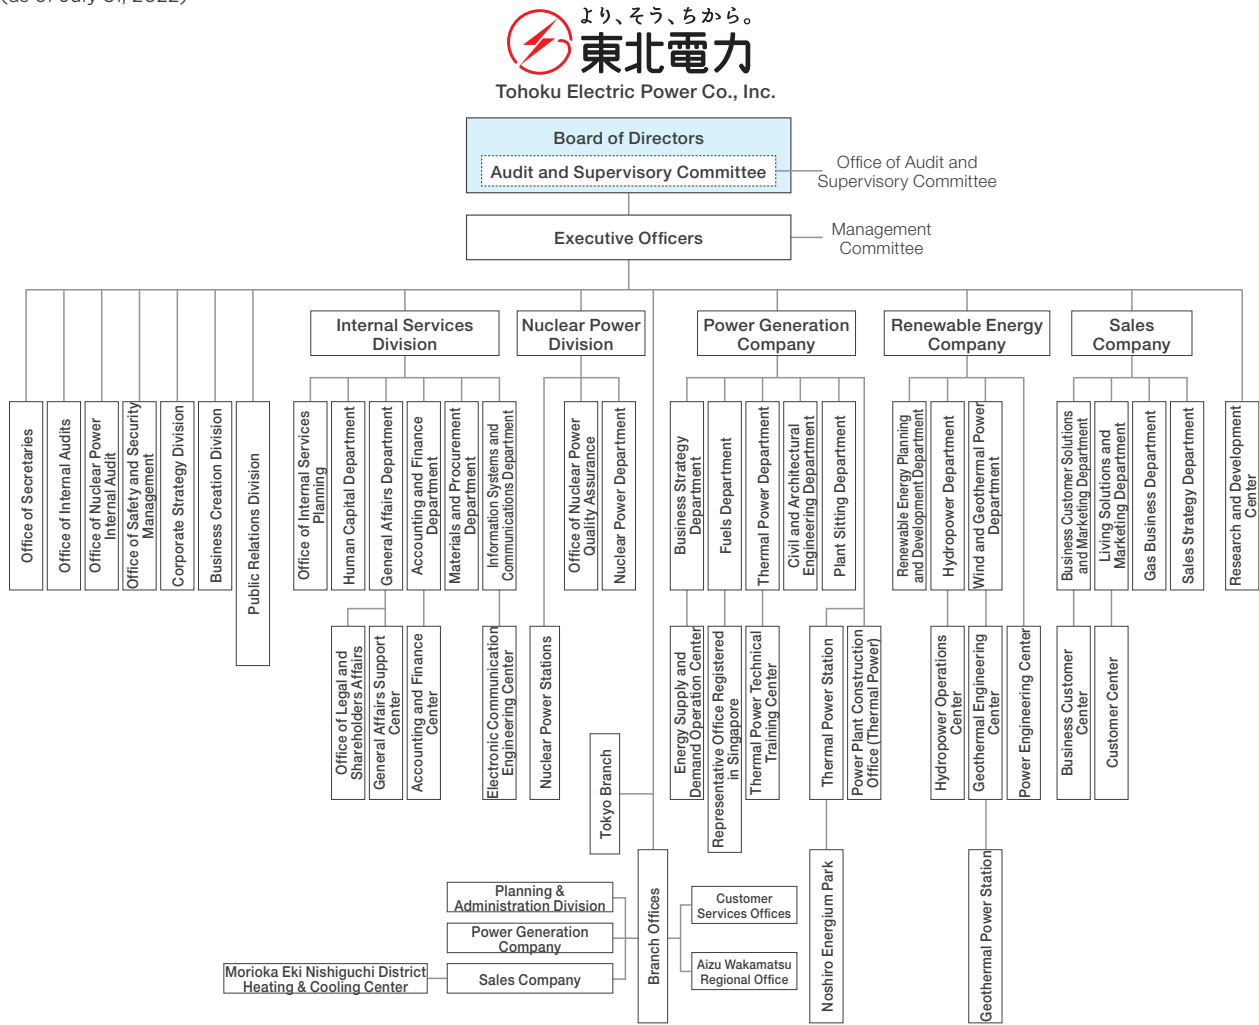 (as of July 31, 2022)
より、そう、ちから。
東北電力
Tohoku Electric Power Co., Inc.
Board of Directors
Audit and Supervisory Committee
Office of Audit and
Supervisory Committee
Executive Officers
Management
Committee
Internal Services
Division
Nuclear Power
Division
Power Generation
Company
Renewable Energy
Company
Sales
Company
Office of Secretaries
Office of Internal Audits
Office of Nuclear Power
Internal Audit
Office of Safety and Security
Management
Corporate Strategy Division
Business Creation Division
Public Relations Division
Office of Internal Services
Planning
Human Capital Department
General Affairs Department
Accounting and Finance
Department
Materials and Procurement
Department
Information Systems and
Communications Department
Office of Nuclear Power
Quality Assurance
Nuclear Power Department
Business Strategy
Department
Fuels Department
Thermal Power Department
Civil and Architectural
Engineering Department
Plant Sitting Department
Renewable Energy Planning
and Development Department
Hydropower Department
Wind and Geothermal Power
Department
Business Customer Solutions
and Marketing Department
Living Solutions and
Marketing Department
Gas Business Department
Sales Strategy Department
Research and Development
Center
Office of Legal and
Shareholders Affairs
General Affairs Support
Center
Accounting and Finance
Center
Electronic Communication
Engineering Center
Nuclear Power Stations
Energy Supply and
Demand Operation Center
Representative Office Registered
in Singapore
Thermal Power Technical
Training Center
Thermal Power Station
Power Plant Construction
Office (Thermal Power)
Hydropower Operations
Center
Geothermal Engineering
Center
Power Engineering Center
Business Customer
Center
Customer Center
Tokyo Branch
Branch Offices
Planning &
Administration Division
Power Generation
Company
Sales Company
Morioka Eki Nishiguchi District
Heating & Cooling Center
Customer
Services Offices
Aizu Wakamatsu
Regional Office
Noshiro Energium Park
Geothermal Power Station